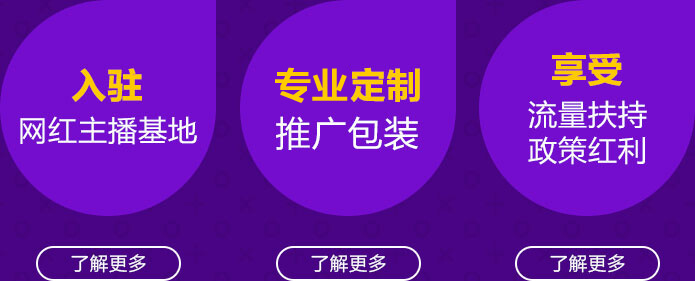 入驻
网红主播基地
了解更多
专业定制
推广包装
了解更多
享受
流量扶持
政策红利
了解更多